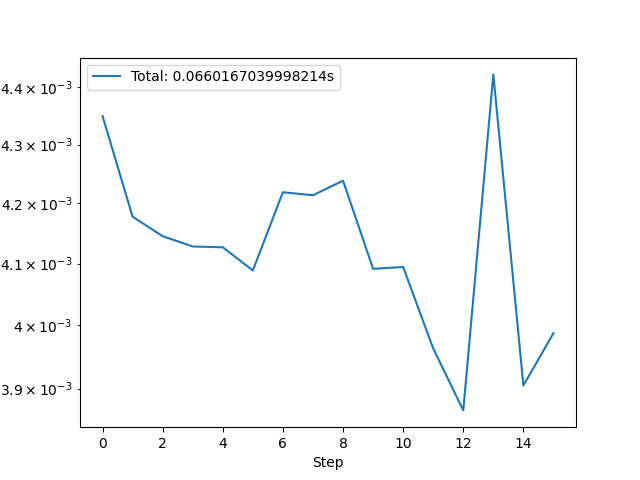 Total: 0.0660167039998214s
4.4 × 10⁻³
4.3 × 10⁻³
4.2 × 10⁻³
4.1 × 10⁻³
4 × 10⁻³
3.9 × 10⁻³
0 2 4 6 8 10 12 14
Step